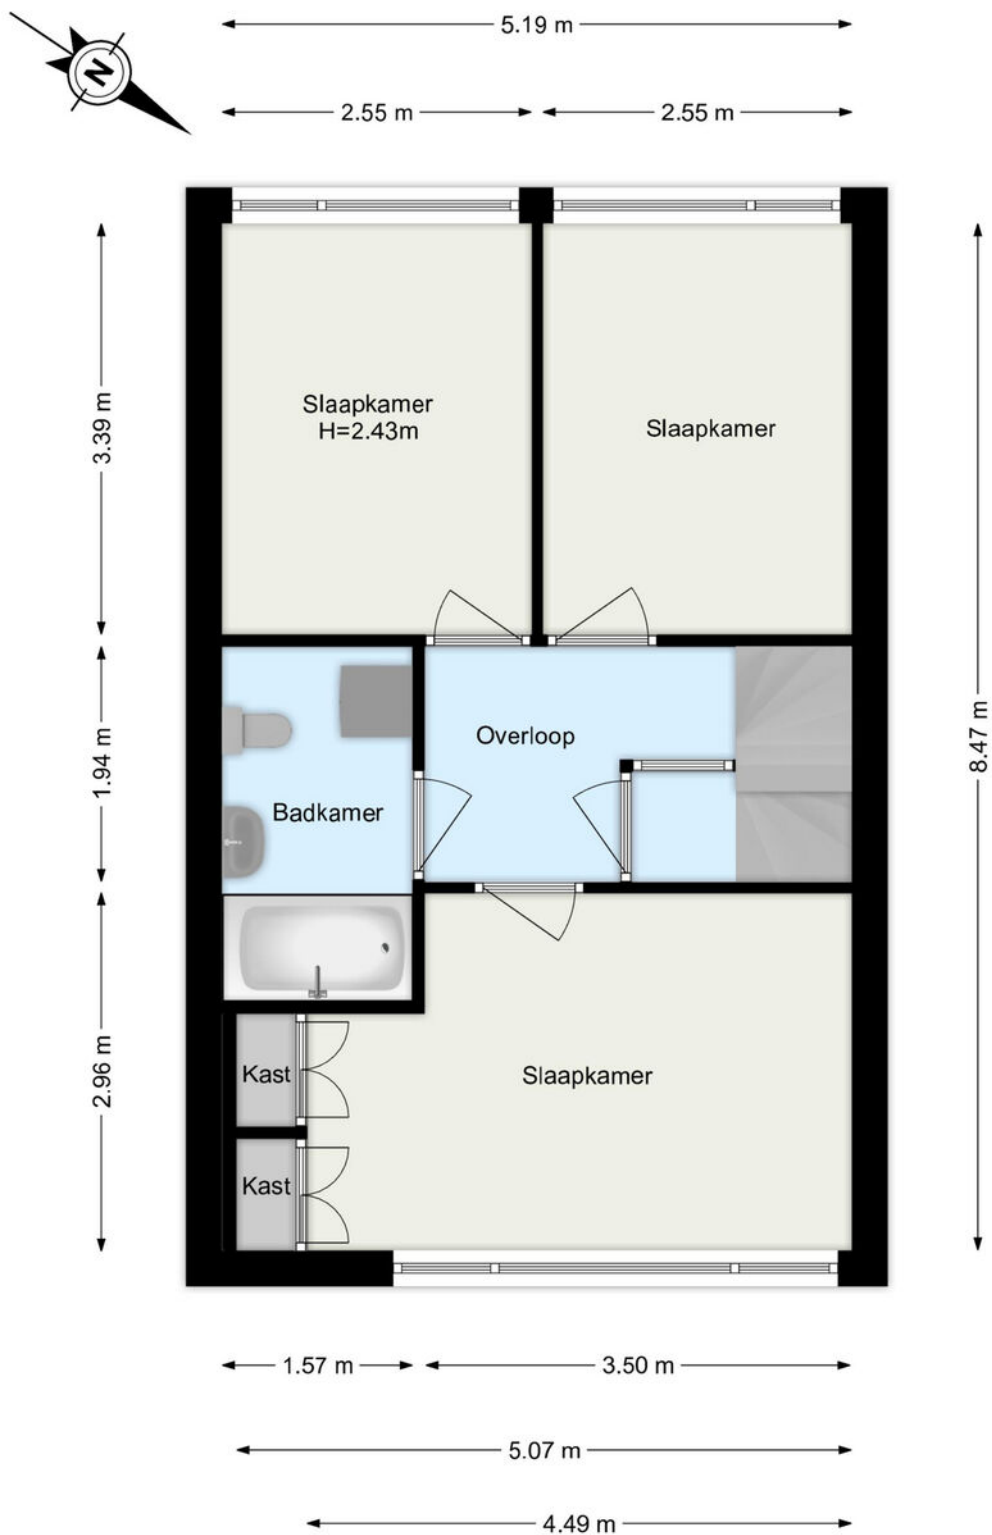 5.19 m
N
2.55 m
2.55 m
3.39 m
Slaapkamer
H=2.43m
Slaapkamer
1.94 m
Overloop
8.47 m
Badkamer
2.96 m
Kast
Slaapkamer
Kast
1.57 m
3.50 m
5.07 m
4.49 m